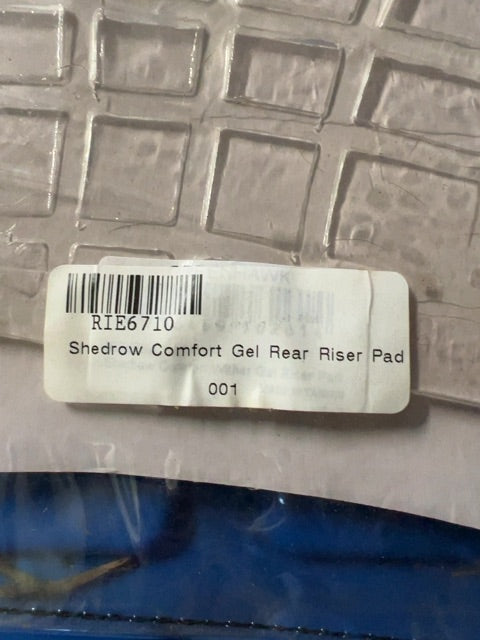 RIE6710
Shedrow Comfort Gel Rear Riser Pad
001